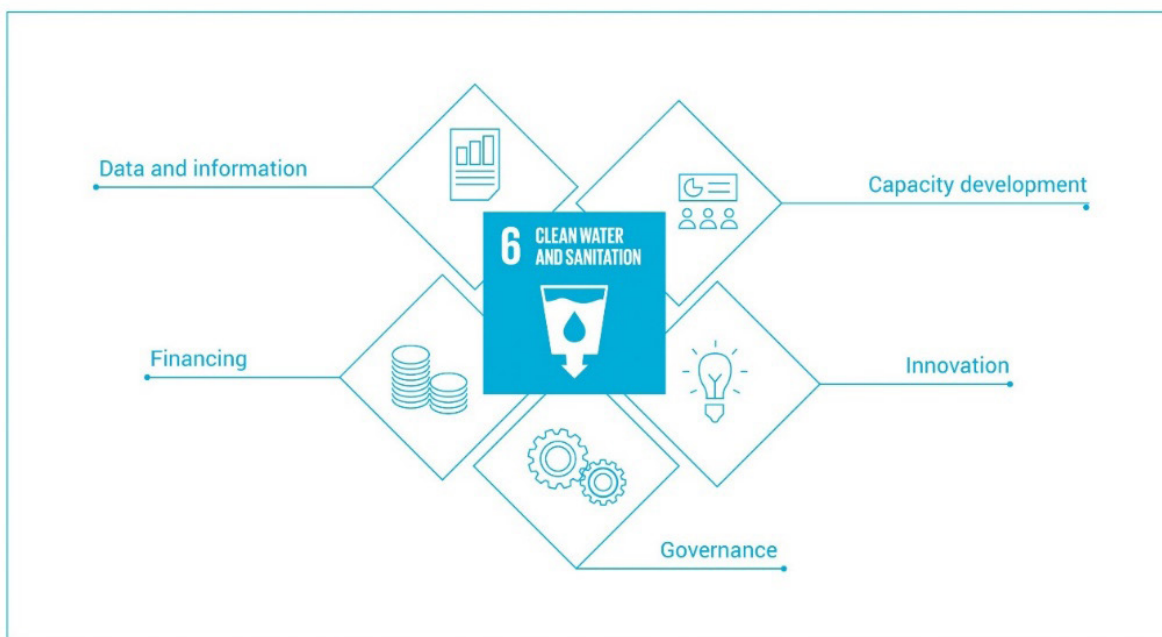 Data and information
Capacity development
6
CLEAN WATER
AND SANITATION
Financing
Innovation
Governance